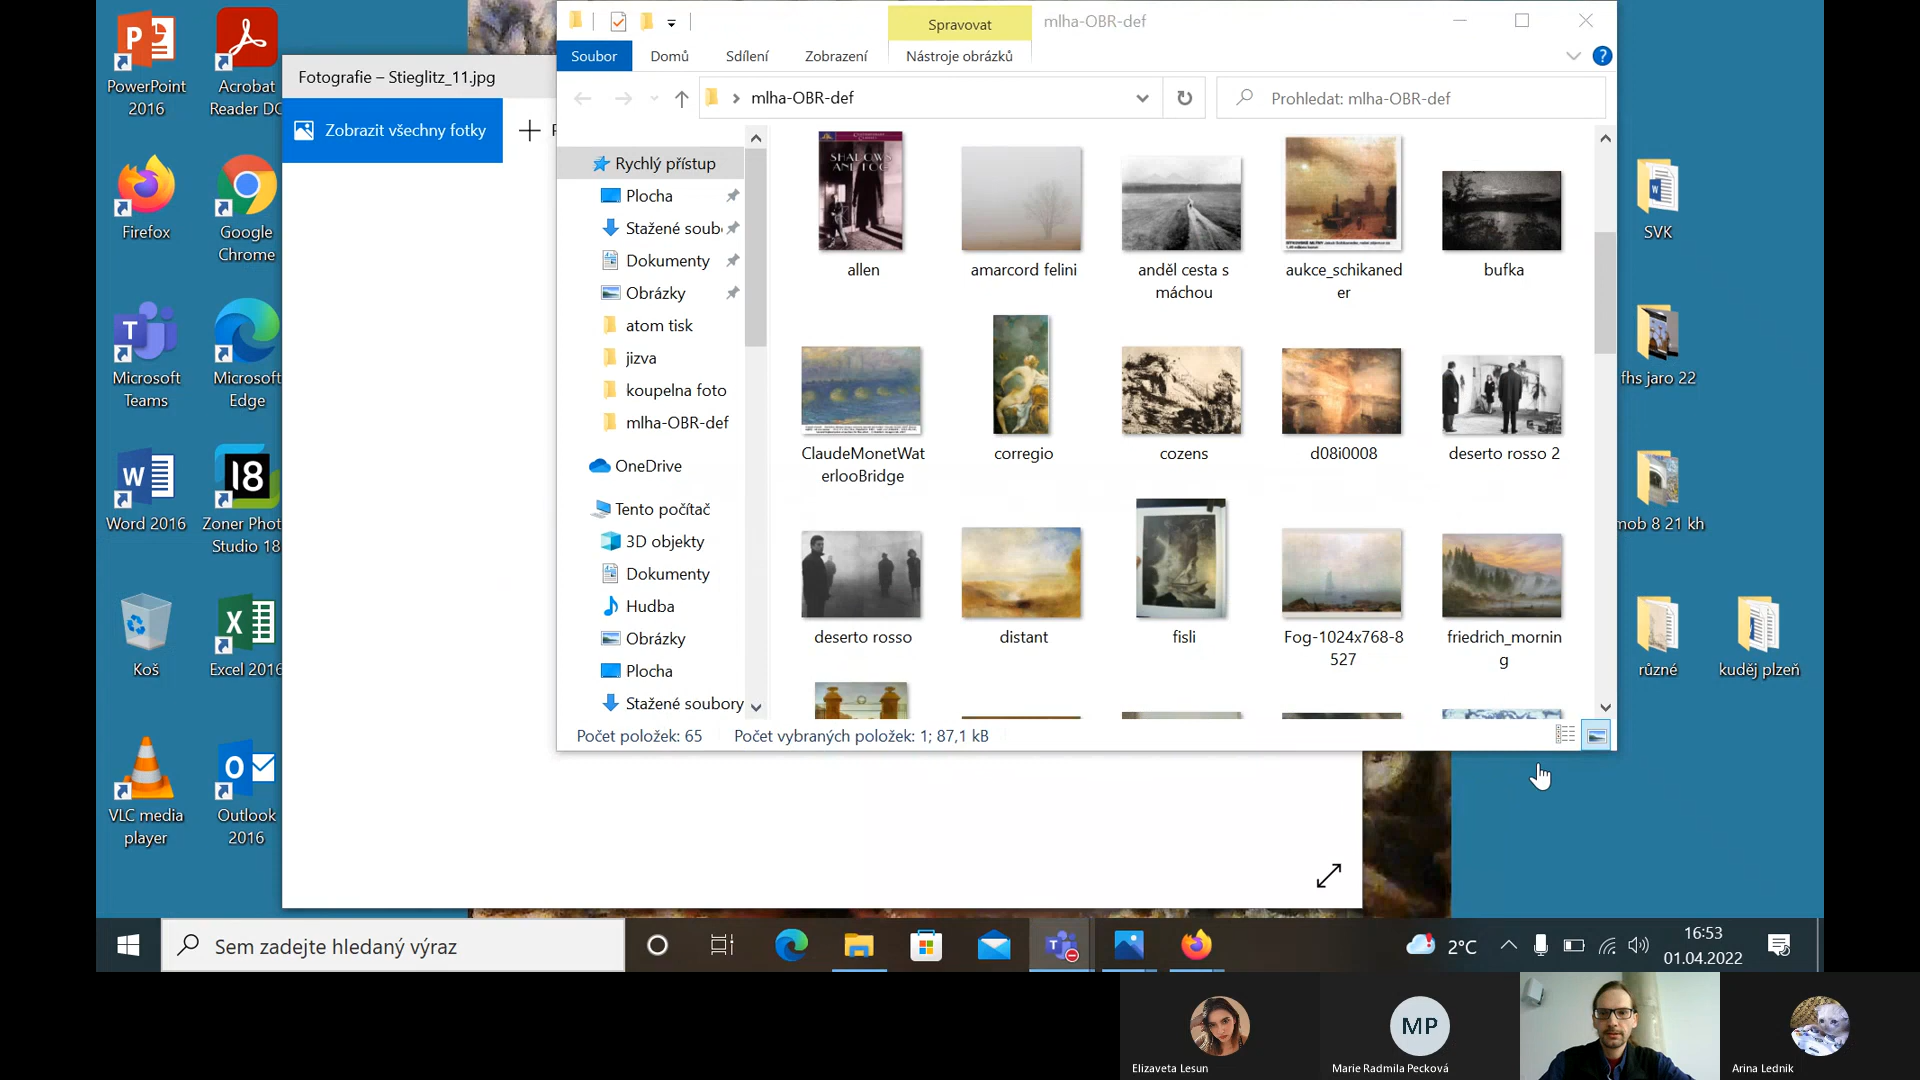 PowerPoint
2016
Acrobat
Reader DC
Firefox
Google
Chrome
Microsoft
Teams
Microsoft
Edge
Word 2016
18
Zoner Phot
Studio 18
Koš
Excel 2016
VLC media
player
Outlook
2016
Fotografie – Stieglitz_11.jpg
Zobrazit všechny fotky
Spravovat
mlha-OBR-def
Soubor
Domů
Sdílení
Zobrazení
Nástroje obrázků
mlha-OBR-def
Prohledat: mlha-OBR-def
Rychlý přístup
Plocha
Stažené soub
Dokumenty
Obrázky
atom tisk
jizva
koupelna foto
mlha-OBR-def
OneDrive
Tento počítač
3D objekty
Dokumenty
Hudba
Obrázky
Plocha
Stažené soubory
SHADOWS
AND FOG
allen
amarcord felini
anděl cesta s
máchou
aukce_schikaned
er
bufka
ClaudeMonetWat
erlooBridge
corregio
cozens
d08i0008
deserto rosso 2
deserto rosso
distant
fisli
Fog-1024x768-8
527
friedrich_mornin
g
Počet položek: 65
Počet vybraných položek: 1; 87,1 kB
SVK
fhs jaro 22
mob 8 21 kh
různé
kuděj plzeň
Sem zadejte hledaný výraz
2°C
16:53
01.04.2022
MP
Elizaveta Lesun
Marie Radmila Pecková
Arina Lednik